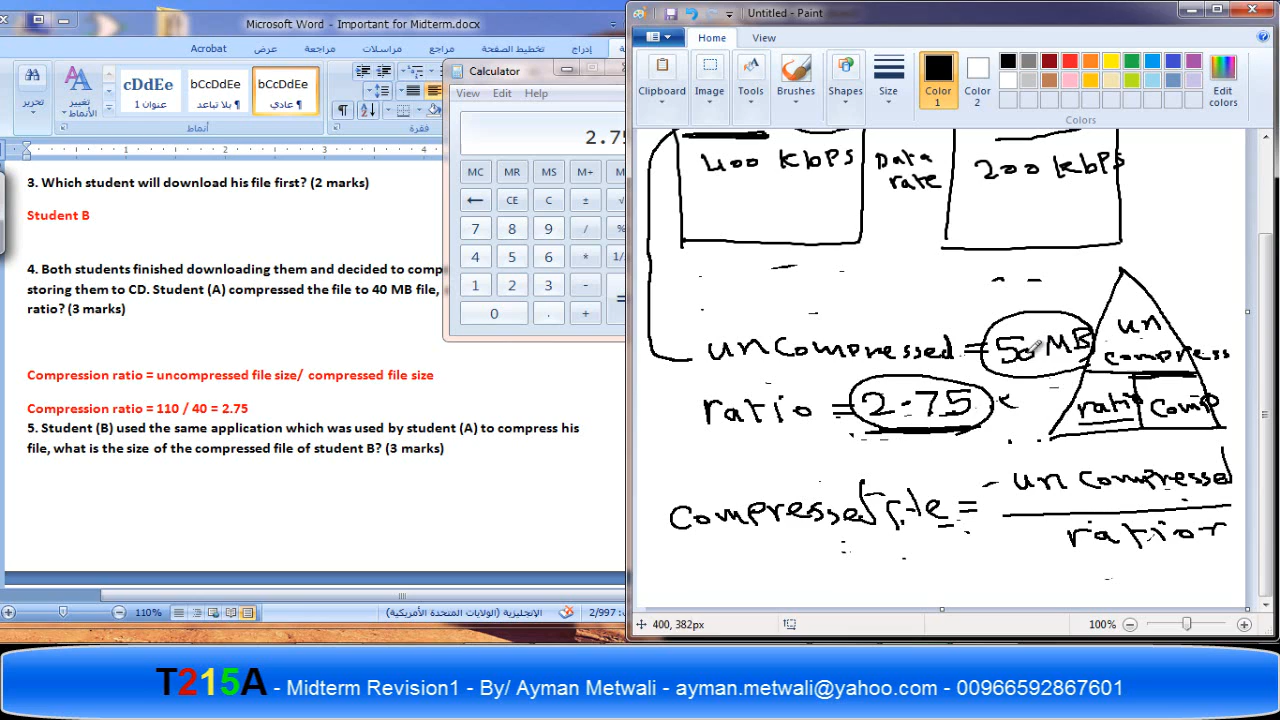 Microsoft Word - Important for Midterm.docx
Acrobat عرض مراجعة مراسلات مراجع تخطيط الصفحة إدراج
تحرير
تغيير
الأنماط
cDdEe bCcDdEe bCcDdEe
عنوان 1 ¶ بلا تباعد ¶ عادي
أنماط فقرة
1 2 3 4
3. Which student will download his file first? (2 marks)
Student B
4. Both students finished downloading them and decided to comp
storing them to CD. Student (A) compressed the file to 40 MB file,
ratio? (3 marks)
Compression ratio = uncompressed file size/ compressed file size
Compression ratio = 110 / 40 = 2.75
5. Student (B) used the same application which was used by student (A) to compress his
file, what is the size of the compressed file of student B? (3 marks)
110% الإنجليزية (الولايات المتحدة الأمريكية) 2/997
Calculator
View Edit Help
2.75
MC MR MS M+
← CE C ±
7 8 9 / %
4 5 6 * 1/
1 2 3 - =
0 . +
Untitled - Paint
Home View
Clipboard Image Tools Brushes Shapes Size Color 1 Color 2 Edit colors
Colors
400 kbps Data rate 200 kbps
unCompressed = 50 MB
ratio = 2.75
un
compress
ratio Comp
Compressed file = un compressed
ratio
400, 382px 100%
T215A - Midterm Revision1 - By/ Ayman Metwali - ayman.metwali@yahoo.com - 00966592867601